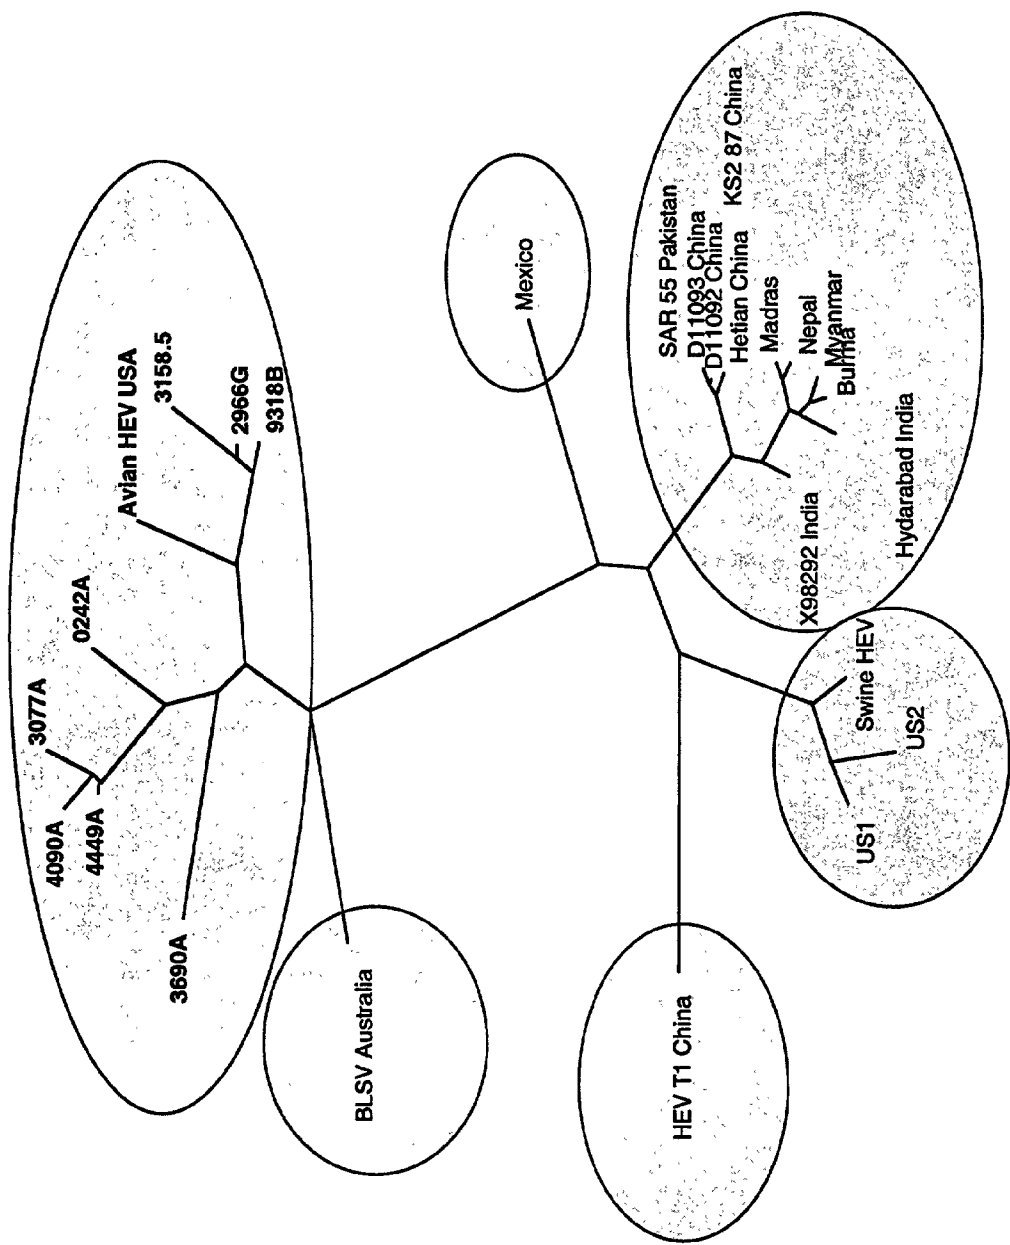 3077A
4090A
4449A
0242A
3690A
Avian HEV USA
3158.5
2966G
9318B
BLSV Australia
Mexico
HEV T1 China
SAR 55 Pakistan
D11093 China
D11092 China
KS2 87 China
Hetian China
Madras
Nepal
Myanmar
Burma
X98292 India
Hydarabad India
Swine HEV
US2
US1